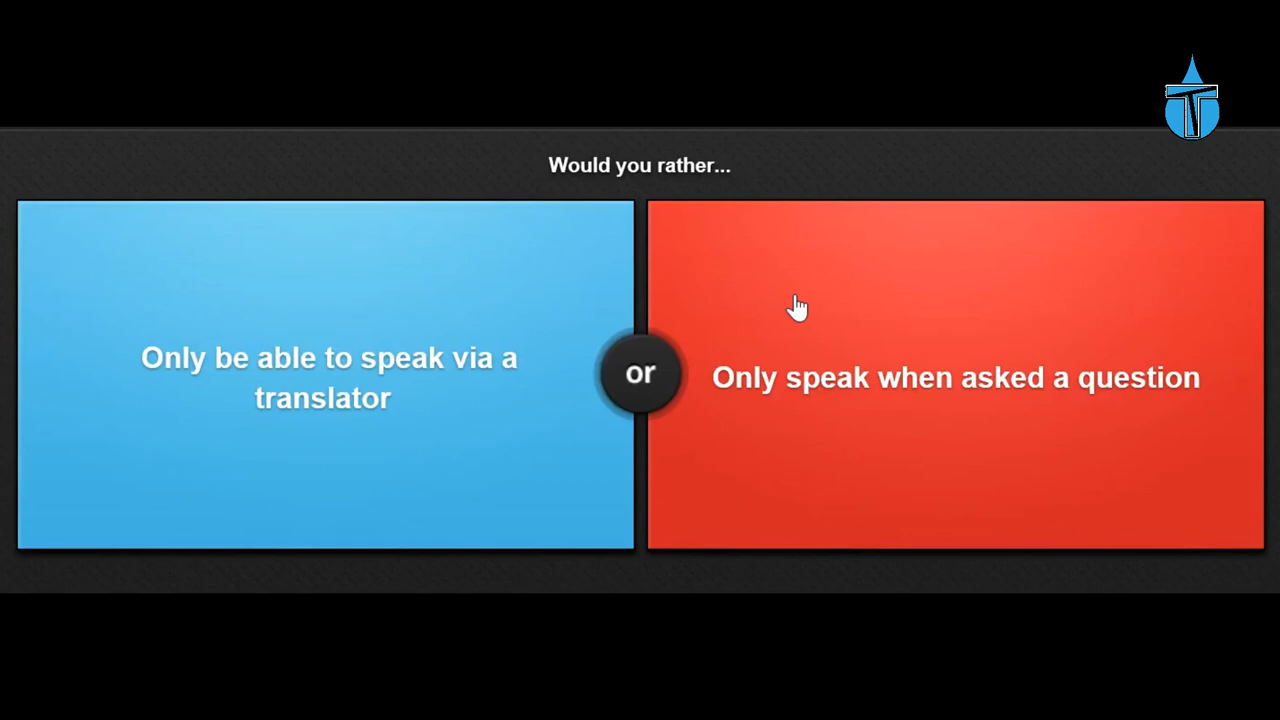 Would you rather...
Only be able to speak via a
translator
or
Only speak when asked a question
T